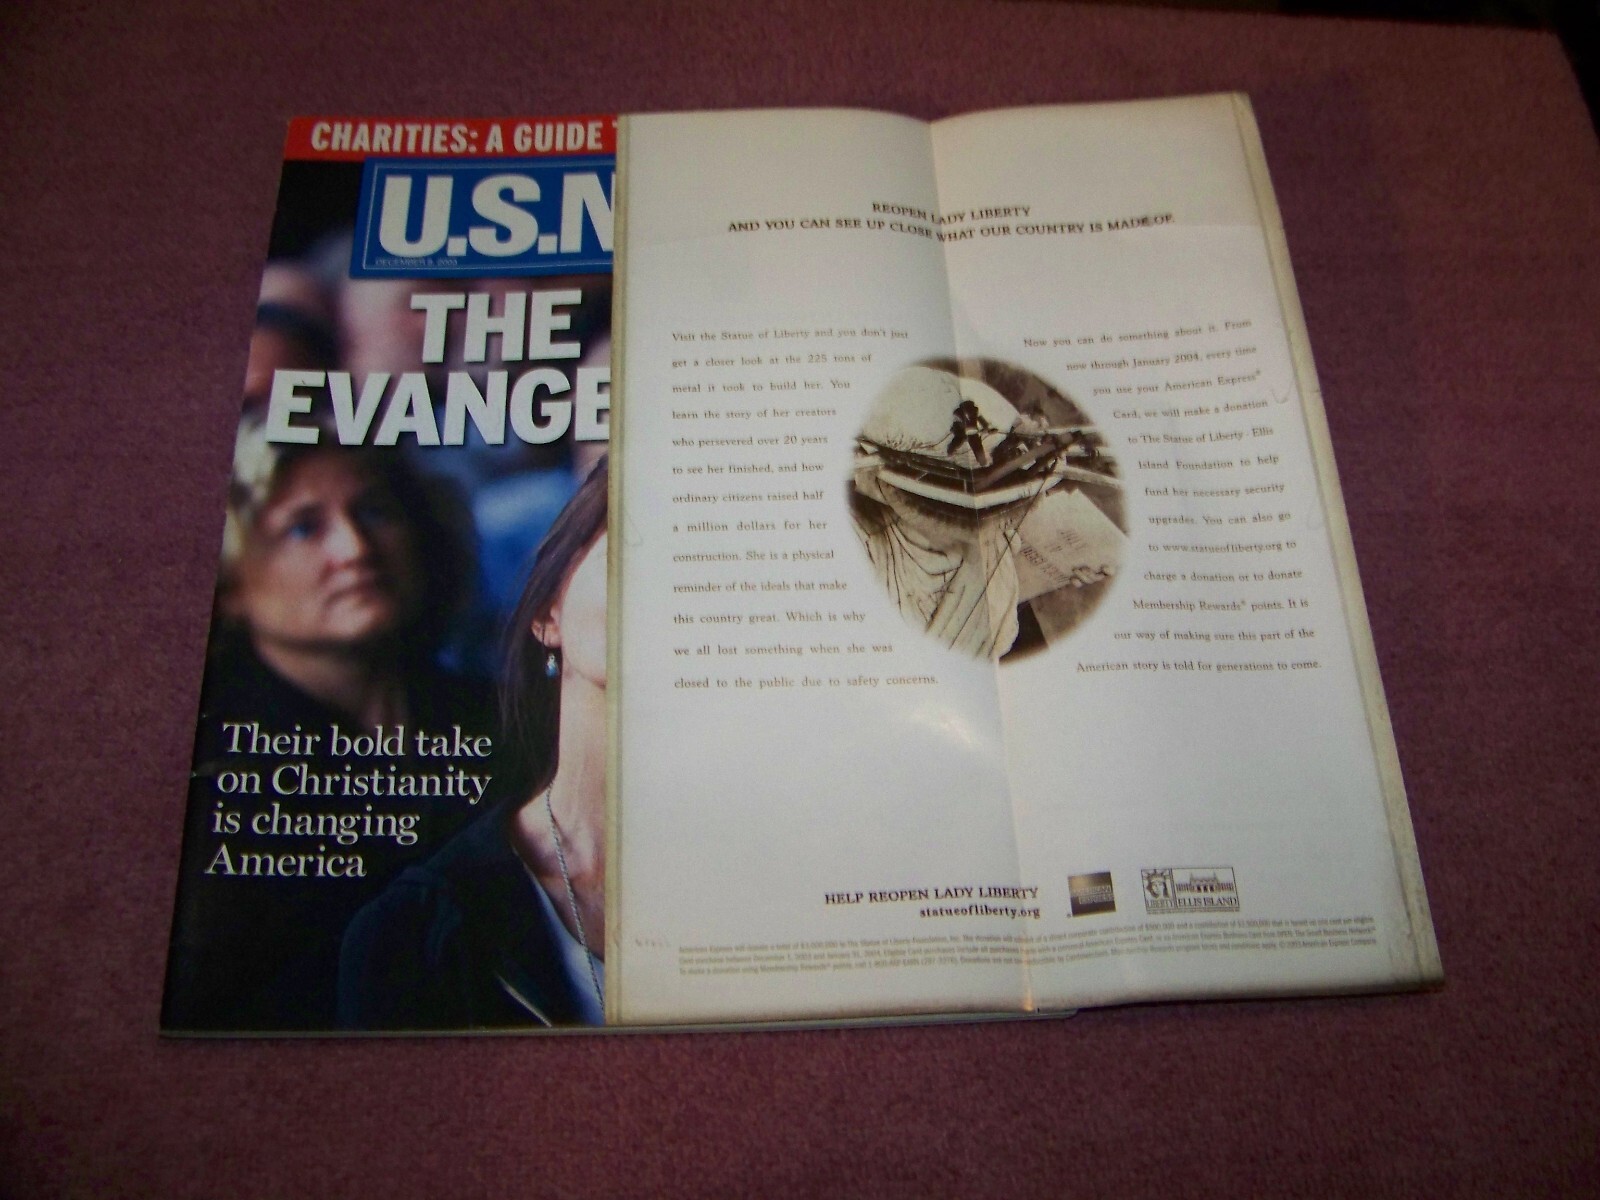 CHARITIES: A GUIDE
U.S.N
DECEMBER 8, 2003
THE
EVANGE
Their bold take
on Christianity
is changing
America
REOPEN LADY LIBERTY
AND YOU CAN SEE UP CLOSE WHAT OUR COUNTRY IS MADE OF.
Visit the Statue of Liberty and you don't just
get a closer look at the 225 tons of
metal it took to build her. You
learn the story of her creators
who persevered over 20 years
to see her finished, and how
ordinary citizens raised half
a million dollars for her
construction. She is a physical
reminder of the ideals that make
this country great. Which is why
we all lost something when she was
closed to the public due to safety concerns.
Now you can do something about it. From
now through January 2004, every time
you use your American Express®
Card, we will make a donation
to The Statue of Liberty-Ellis
Island Foundation to help
fund her necessary security
upgrades. You can also go
to www.statueofliberty.org to
charge a donation or to donate
Membership Rewards® points. It is
our way of making sure this part of the
American story is told for generations to come.
HELP REOPEN LADY LIBERTY
statueofliberty.org
AMERICAN
EXPRESS
LIBERTY ELLIS ISLAND